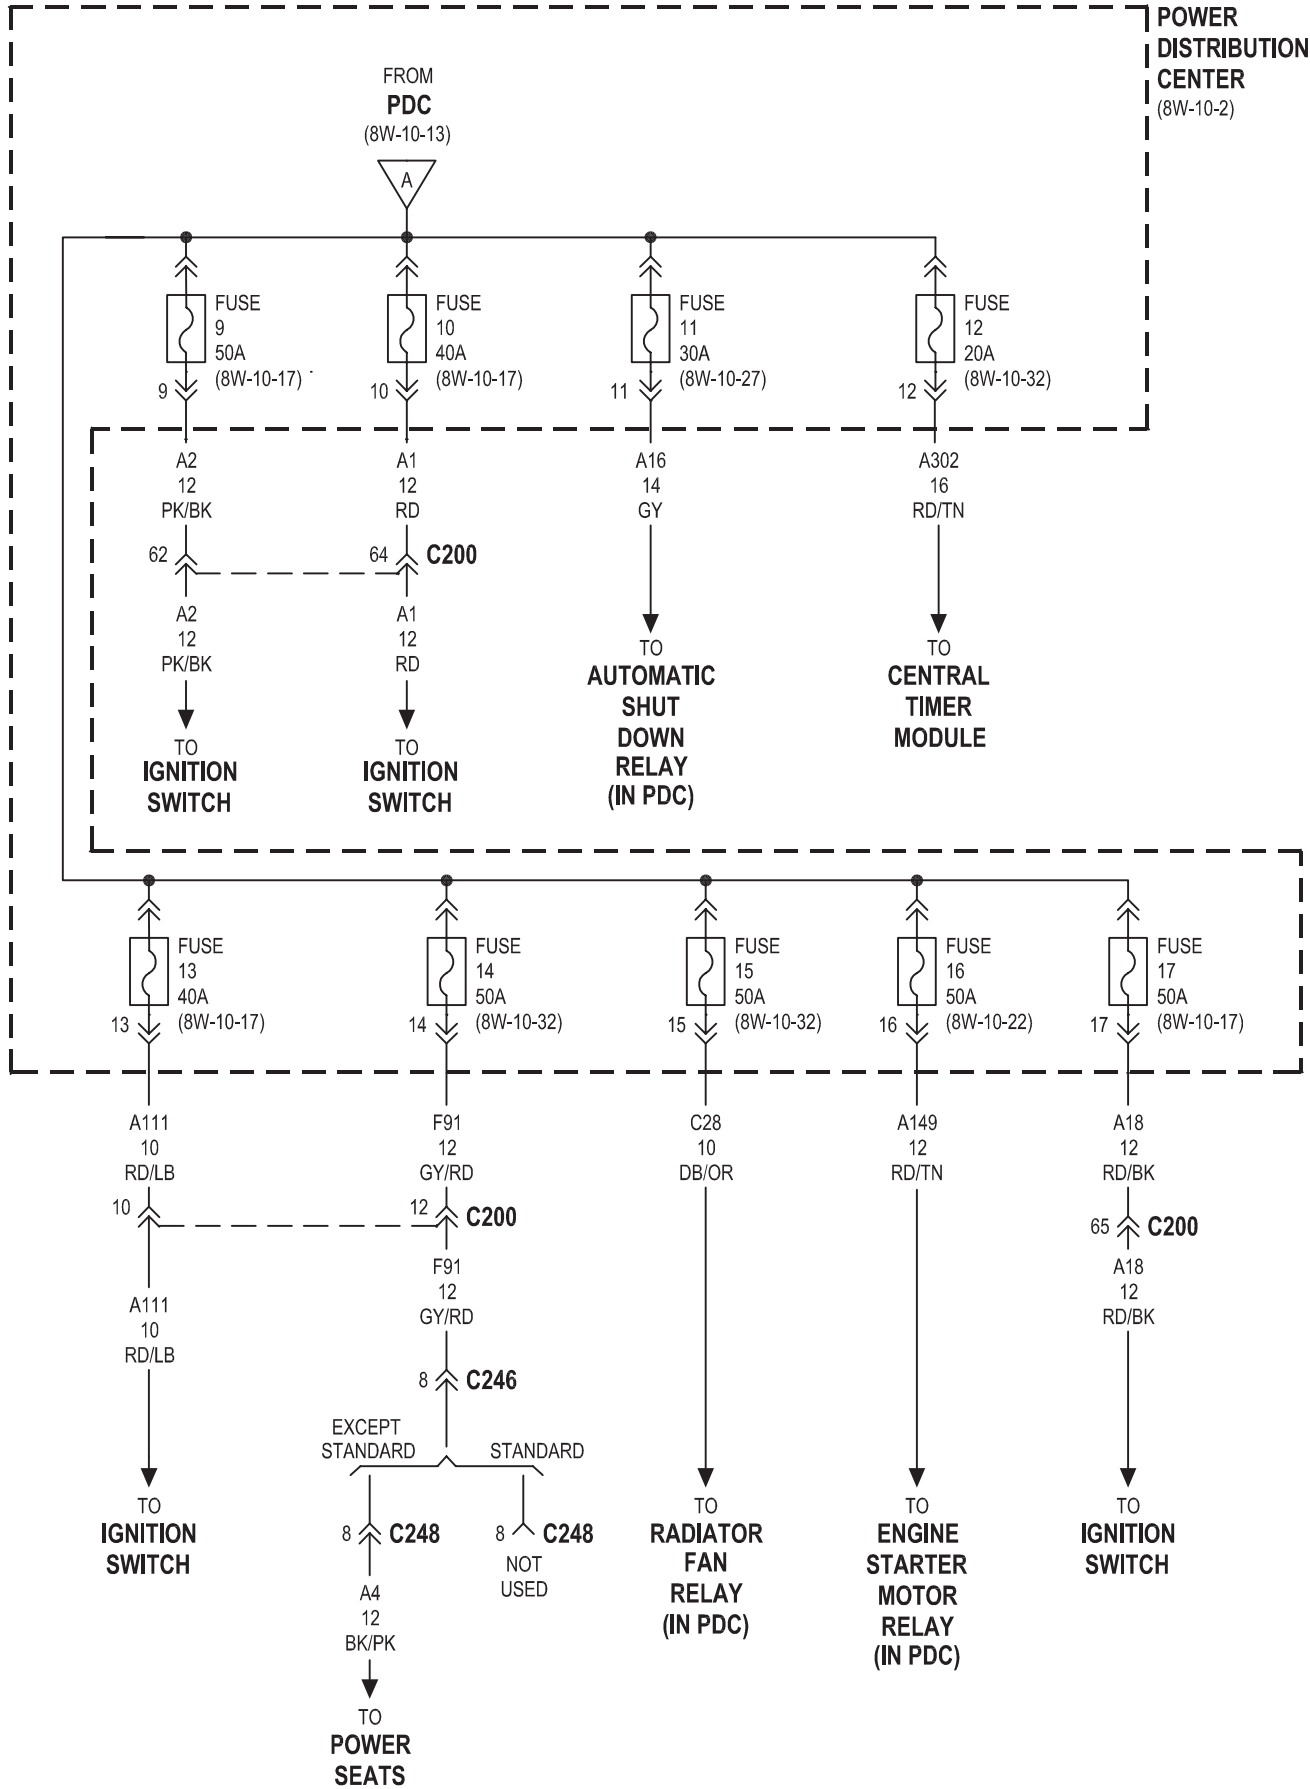 POWER
DISTRIBUTION
CENTER
(8W-10-2)
FROM
PDC
(8W-10-13)
A
FUSE
9
50A
(8W-10-17)
9
FUSE
10
40A
(8W-10-17)
10
FUSE
11
30A
(8W-10-27)
11
FUSE
12
20A
(8W-10-32)
12
A2
12
PK/BK
62
A2
12
PK/BK
TO
IGNITION
SWITCH
A1
12
RD
64
C200
A1
12
RD
TO
IGNITION
SWITCH
A16
14
GY
TO
AUTOMATIC
SHUT
DOWN
RELAY
(IN PDC)
A302
16
RD/TN
TO
CENTRAL
TIMER
MODULE
FUSE
13
40A
(8W-10-17)
13
FUSE
14
50A
(8W-10-32)
14
FUSE
15
50A
(8W-10-32)
15
FUSE
16
50A
(8W-10-22)
16
FUSE
17
50A
(8W-10-17)
17
A111
10
RD/LB
10
A111
10
RD/LB
TO
IGNITION
SWITCH
F91
12
GY/RD
12
C200
F91
12
GY/RD
8
C246
EXCEPT
STANDARD
STANDARD
8
C248
8
C248
NOT
USED
A4
12
BK/PK
TO
POWER
SEATS
C28
10
DB/OR
TO
RADIATOR
FAN
RELAY
(IN PDC)
A149
12
RD/TN
TO
ENGINE
STARTER
MOTOR
RELAY
(IN PDC)
A18
12
RD/BK
65
C200
A18
12
RD/BK
TO
IGNITION
SWITCH